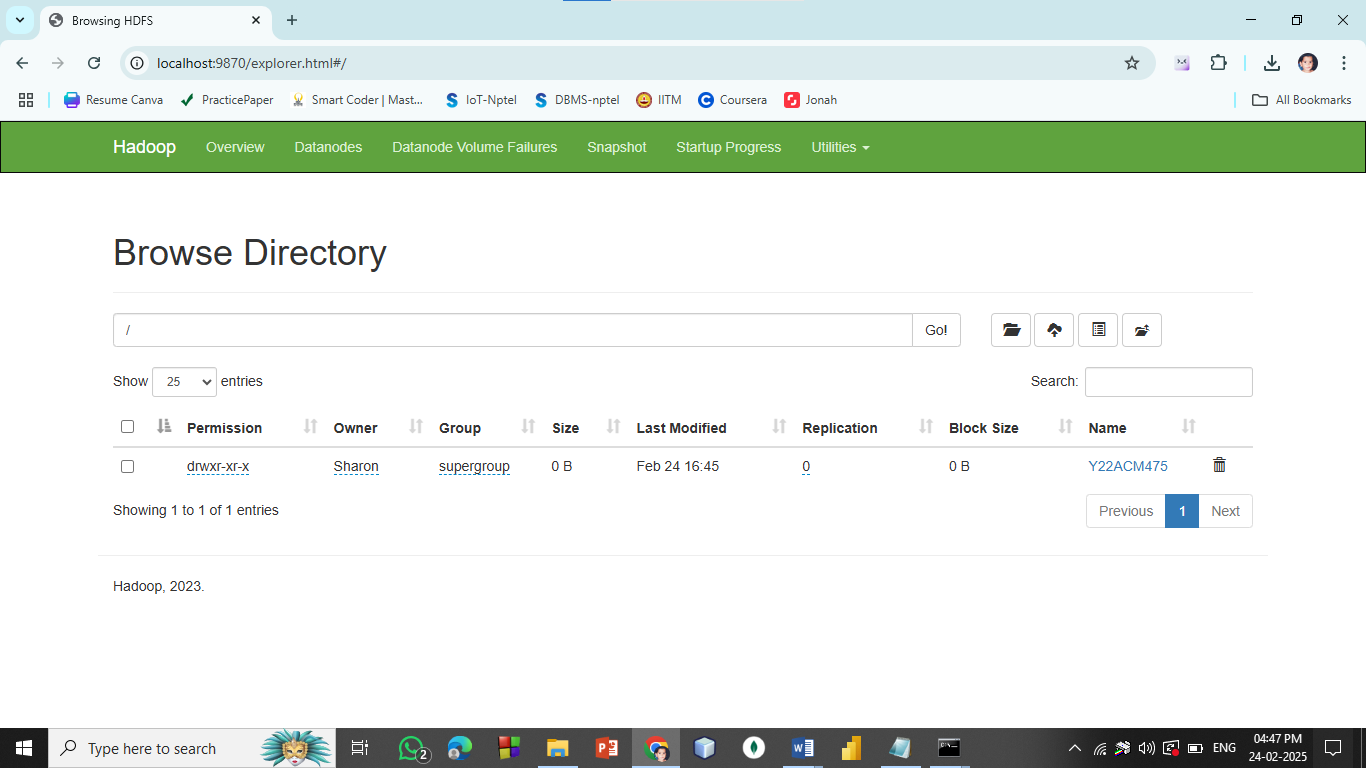 Browsing HDFS
localhost:9870/explorer.html#/
Resume Canva PracticePaper Smart Coder | Mast... IoT-Nptel DBMS-nptel IITM Coursera Jonah All Bookmarks
Hadoop Overview Datanodes Datanode Volume Failures Snapshot Startup Progress Utilities
Browse Directory
/ Go!
Show 25 entries Search:
Permission Owner Group Size Last Modified Replication Block Size Name
drwxr-xr-x Sharon supergroup 0 B Feb 24 16:45 0 0 B Y22ACM475
Showing 1 to 1 of 1 entries Previous 1 Next
Hadoop, 2023.
Type here to search 2 ENG 04:47 PM
24-02-2025